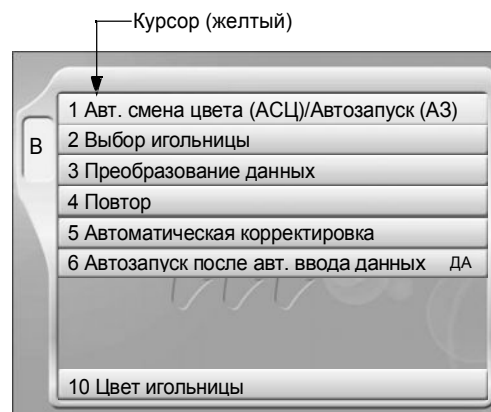 Курсор (желтый)
1 Авт. смена цвета (АСЦ)/Автозапуск (АЗ)
B
2 Выбор игольницы
3 Преобразование данных
4 Повтор
5 Автоматическая корректировка
6 Автозапуск после авт. ввода данных ДА
10 Цвет игольницы